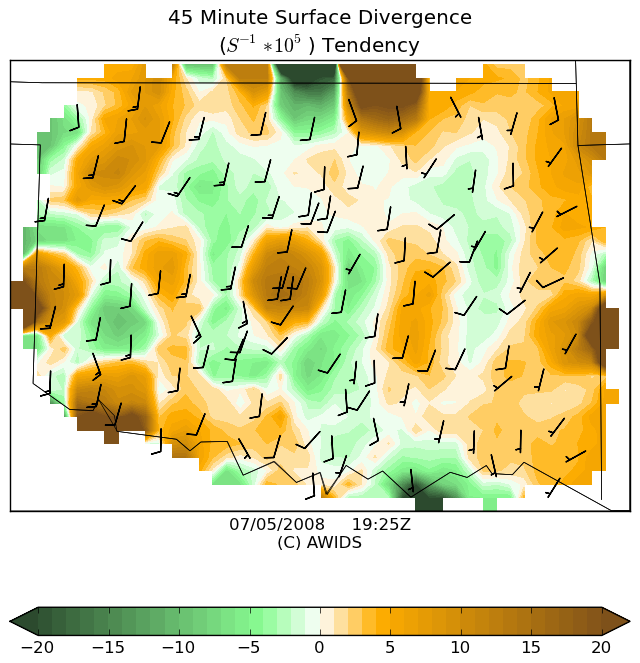 45 Minute Surface Divergence
(S⁻¹ *10⁵ ) Tendency
07/05/2008 19:25Z
(C) AWIDS
−20 −15 −10 −5 0 5 10 15 20